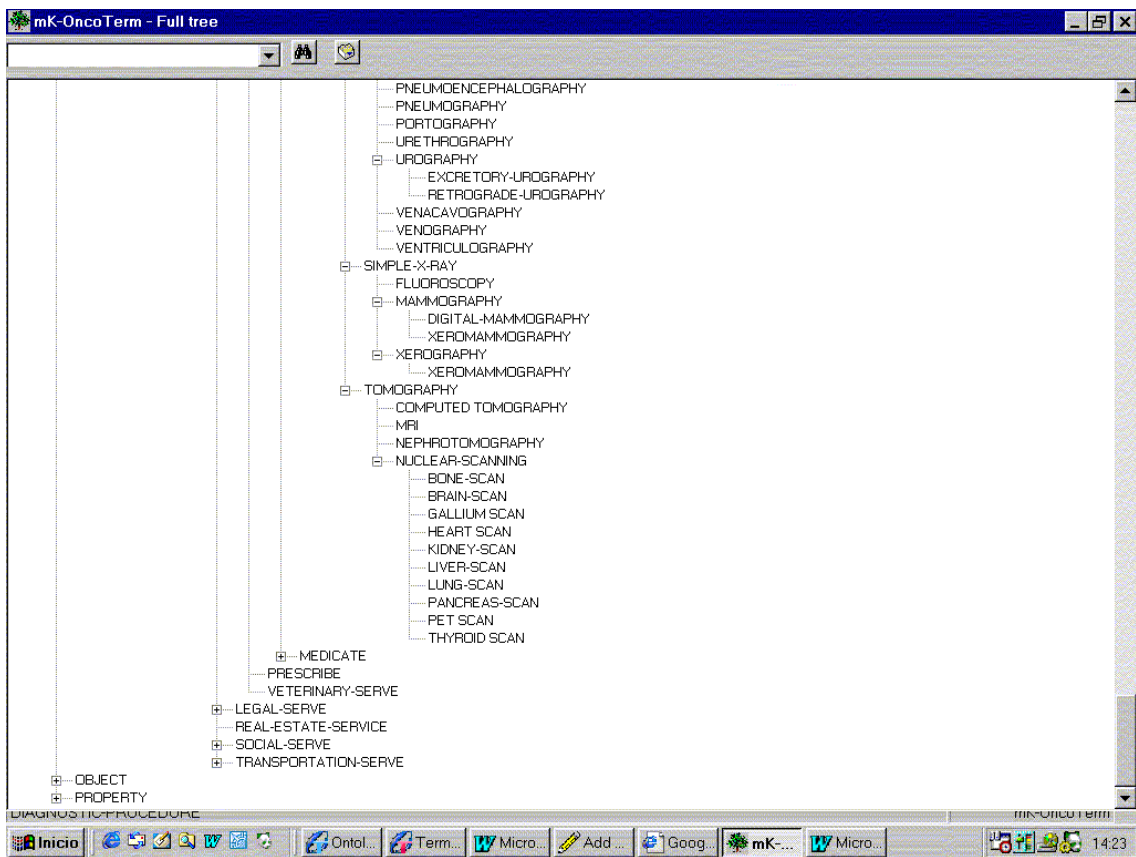 mK-OncoTerm - Full tree
PNEUMOENCEPHALOGRAPHY
PNEUMOGRAPHY
PORTOGRAPHY
URETHROGRAPHY
UROGRAPHY
EXCRETORY-UROGRAPHY
RETROGRADE-UROGRAPHY
VENACAVOGRAPHY
VENOGRAPHY
VENTRICULOGRAPHY
SIMPLE-X-RAY
FLUOROSCOPY
MAMMOGRAPHY
DIGITAL-MAMMOGRAPHY
XEROMAMMOGRAPHY
XEROGRAPHY
XEROMAMMOGRAPHY
TOMOGRAPHY
COMPUTED TOMOGRAPHY
MRI
NEPHROTOMOGRAPHY
NUCLEAR-SCANNING
BONE-SCAN
BRAIN-SCAN
GALLIUM SCAN
HEART SCAN
KIDNEY-SCAN
LIVER-SCAN
LUNG-SCAN
PANCREAS-SCAN
PET SCAN
THYROID SCAN
MEDICATE
PRESCRIBE
VETERINARY-SERVE
LEGAL-SERVE
REAL-ESTATE-SERVICE
SOCIAL-SERVE
TRANSPORTATION-SERVE
OBJECT
PROPERTY
DIAGNOSTIC-PROCEDURE mK-OncoTerm
Inicio Ontol... Term... Micro... Add ... Goog... mK-... Micro... 14:23